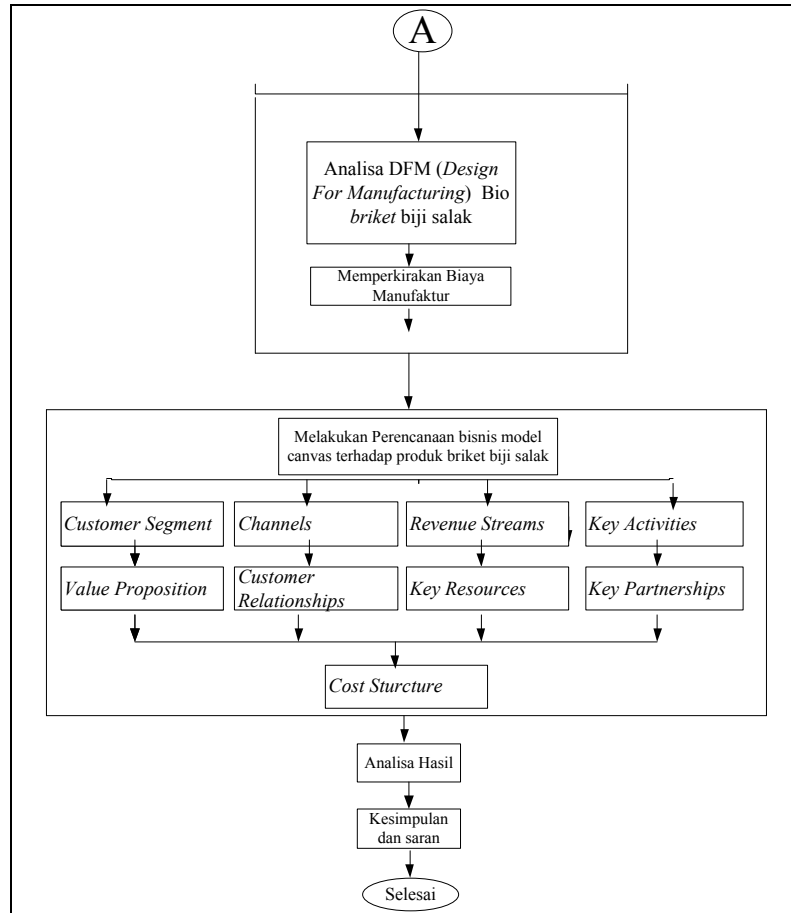 A
Analisa DFM (Design
For Manufacturing) Bio
briket biji salak
Memperkirakan Biaya
Manufaktur
Melakukan Perencanaan bisnis model
canvas terhadap produk briket biji salak
Customer Segment
Channels
Revenue Streams
Key Activities
Value Proposition
Customer
Relationships
Key Resources
Key Partnerships
Cost Sturcture
Analisa Hasil
Kesimpulan
dan saran
Selesai